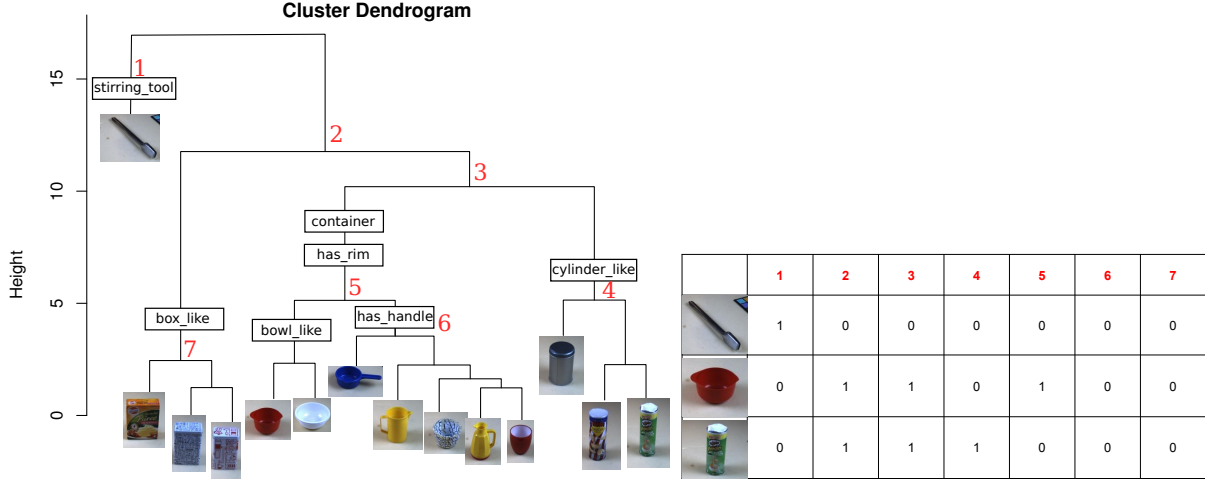 Cluster Dendrogram
Height
15
10
5
0
1
stirring_tool
2
3
container
has_rim
cylinder_like
4
5
box_like
bowl_like
has_handle
6
7
1 2 3 4 5 6 7
1 0 0 0 0 0 0
0 1 1 0 1 0 0
0 1 1 1 0 0 0